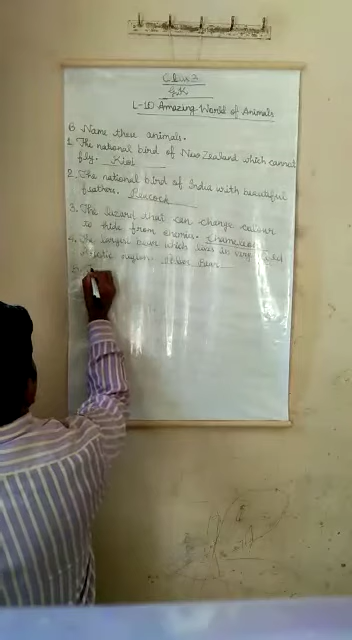 Class 3
G.K
L-10 Amazing World of Animals
B Name these animals.
1. The national bird of New Zealand which cannot
fly. Kiwi
2. The national bird of India with beautiful
feathers. Peacock
3. The lizard that can change colour
to hide from enemies. Chameleon
4. The largest bear which lives in very cold
Arctic region. Bear
5.